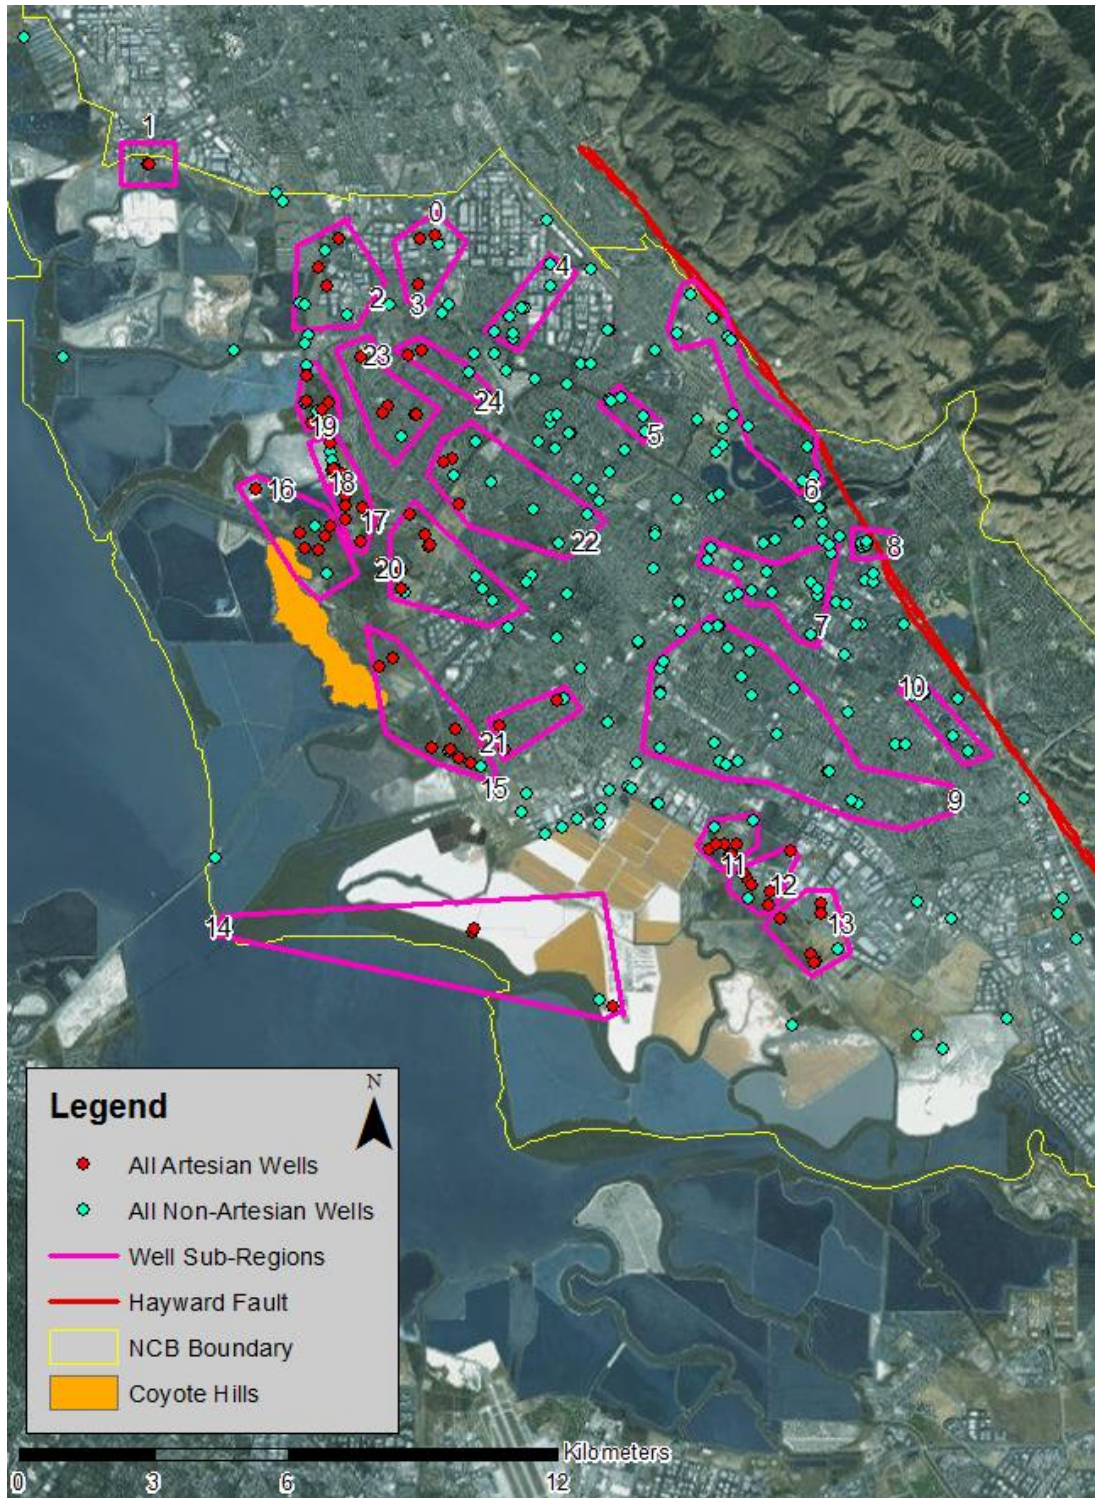 1
0
4
2
3
23
24
5
19
16
18
6
17
22
8
20
7
10
21
15
9
11
12
14
13
N
Legend
All Artesian Wells
All Non-Artesian Wells
Well Sub-Regions
Hayward Fault
NCB Boundary
Coyote Hills
Kilometers
0 3 6 12